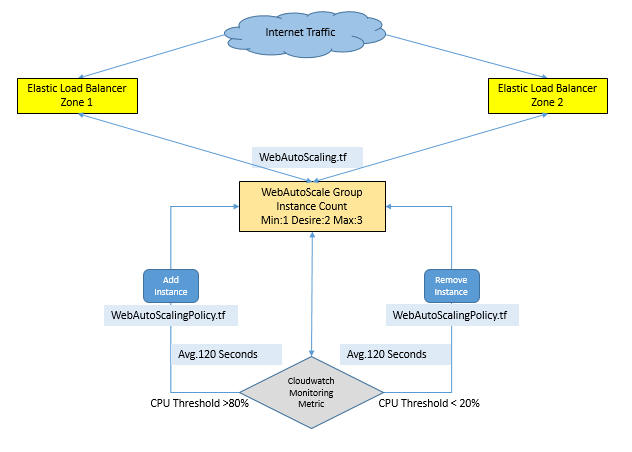 Internet Traffic
Elastic Load Balancer
Zone 1
Elastic Load Balancer
Zone 2
WebAutoScaling.tf
WebAutoScale Group
Instance Count
Min:1 Desire:2 Max:3
Add
Instance
Remove
Instance
WebAutoScalingPolicy.tf
WebAutoScalingPolicy.tf
Avg.120 Seconds
Avg.120 Seconds
Cloudwatch
Monitoring
Metric
CPU Threshold >80%
CPU Threshold < 20%